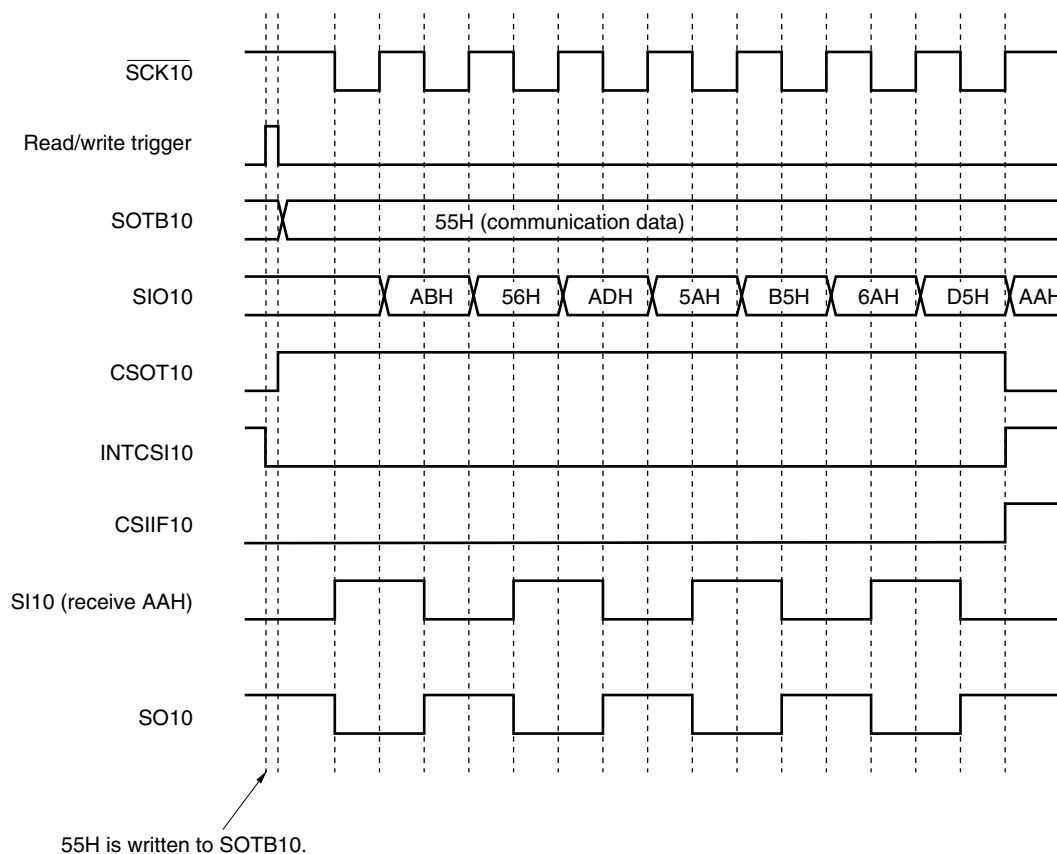 SCK10
Read/write trigger
SOTB10
55H (communication data)
SIO10
ABH 56H ADH 5AH B5H 6AH D5H AAH
CSOT10
INTCSI10
CSIIF10
SI10 (receive AAH)
SO10
55H is written to SOTB10.